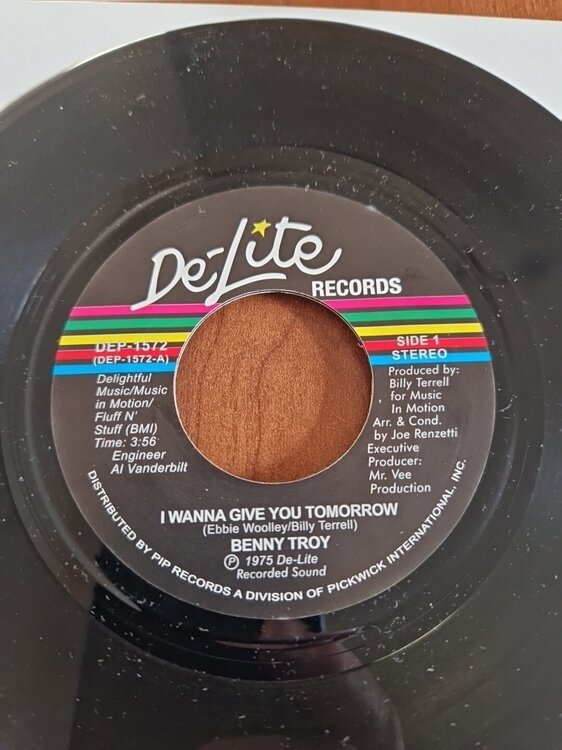 De-Lite
RECORDS
DEP-1572
(DEP-1572-A)
Delightful
Music/Music
in Motion/
Fluff N'
Stuff (BMI)
Time: 3:56
Engineer
Al Vanderbilt
SIDE 1
STEREO
Produced by:
Billy Terrell
for Music
In Motion
Arr. & Cond.
by Joe Renzetti
Executive
Producer:
Mr. Vee
Production
I WANNA GIVE YOU TOMORROW
(Ebbie Woolley/Billy Terrell)
BENNY TROY
℗ 1975 De-Lite
Recorded Sound
DISTRIBUTED BY PIP RECORDS A DIVISION OF PICKWICK INTERNATIONAL, INC.